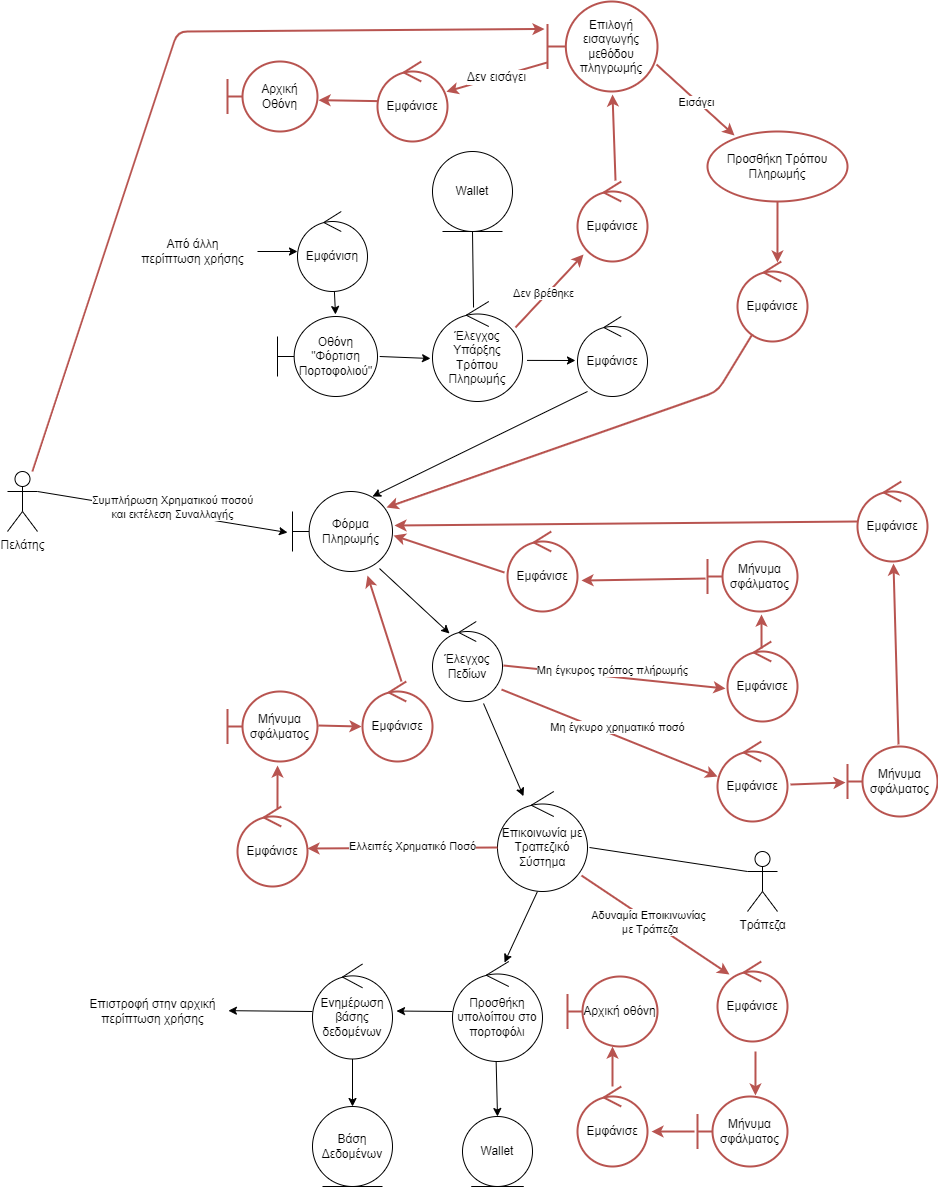 Επιλογή
εισαγωγής
μεθόδου
πληγρωμής
Δεν εισάγει
Αρχική
Οθόνη
Εμφάνισε
Εισάγει
Προσθήκη Τρόπου
Πληρωμής
Wallet
Εμφάνισε
Από άλλη
περίπτωση χρήσης
Εμφάνιση
Δεν βρέθηκε
Εμφάνισε
Οθόνη
"Φόρτιση
Πορτοφολιού"
Έλεγχος
Υπάρξης
Τρόπου
Πληρωμής
Εμφάνισε
Πελάτης
Συμπλήρωση Χρηματικού ποσού
και εκτέλεση Συναλλαγής
Φόρμα
Πληρωμής
Εμφάνισε
Εμφάνισε
Μήνυμα
σφάλματος
Έλεγχος
Πεδίων
Μη έγκυρος τρόπος πλήρωμής
Εμφάνισε
Μήνυμα
σφάλματος
Εμφάνισε
Μη έγκυρο χρηματικό ποσό
Εμφάνισε
Μήνυμα
σφάλματος
Εμφάνισε
Ελλειπές Χρηματικό Ποσό
Επικοινωνία με
Τραπεζικό
Σύστημα
Τράπεζα
Αδυναμία Εποικινωνίας
με Τράπεζα
Επιστροφή στην αρχική
περίπτωση χρήσης
Ενημέρωση
βάσης
δεδομένων
Προσθήκη
υπολοίπου στο
πορτοφόλι
Αρχική οθόνη
Εμφάνισε
Βάση
Δεδομένων
Wallet
Εμφάνισε
Μήνυμα
σφάλματος